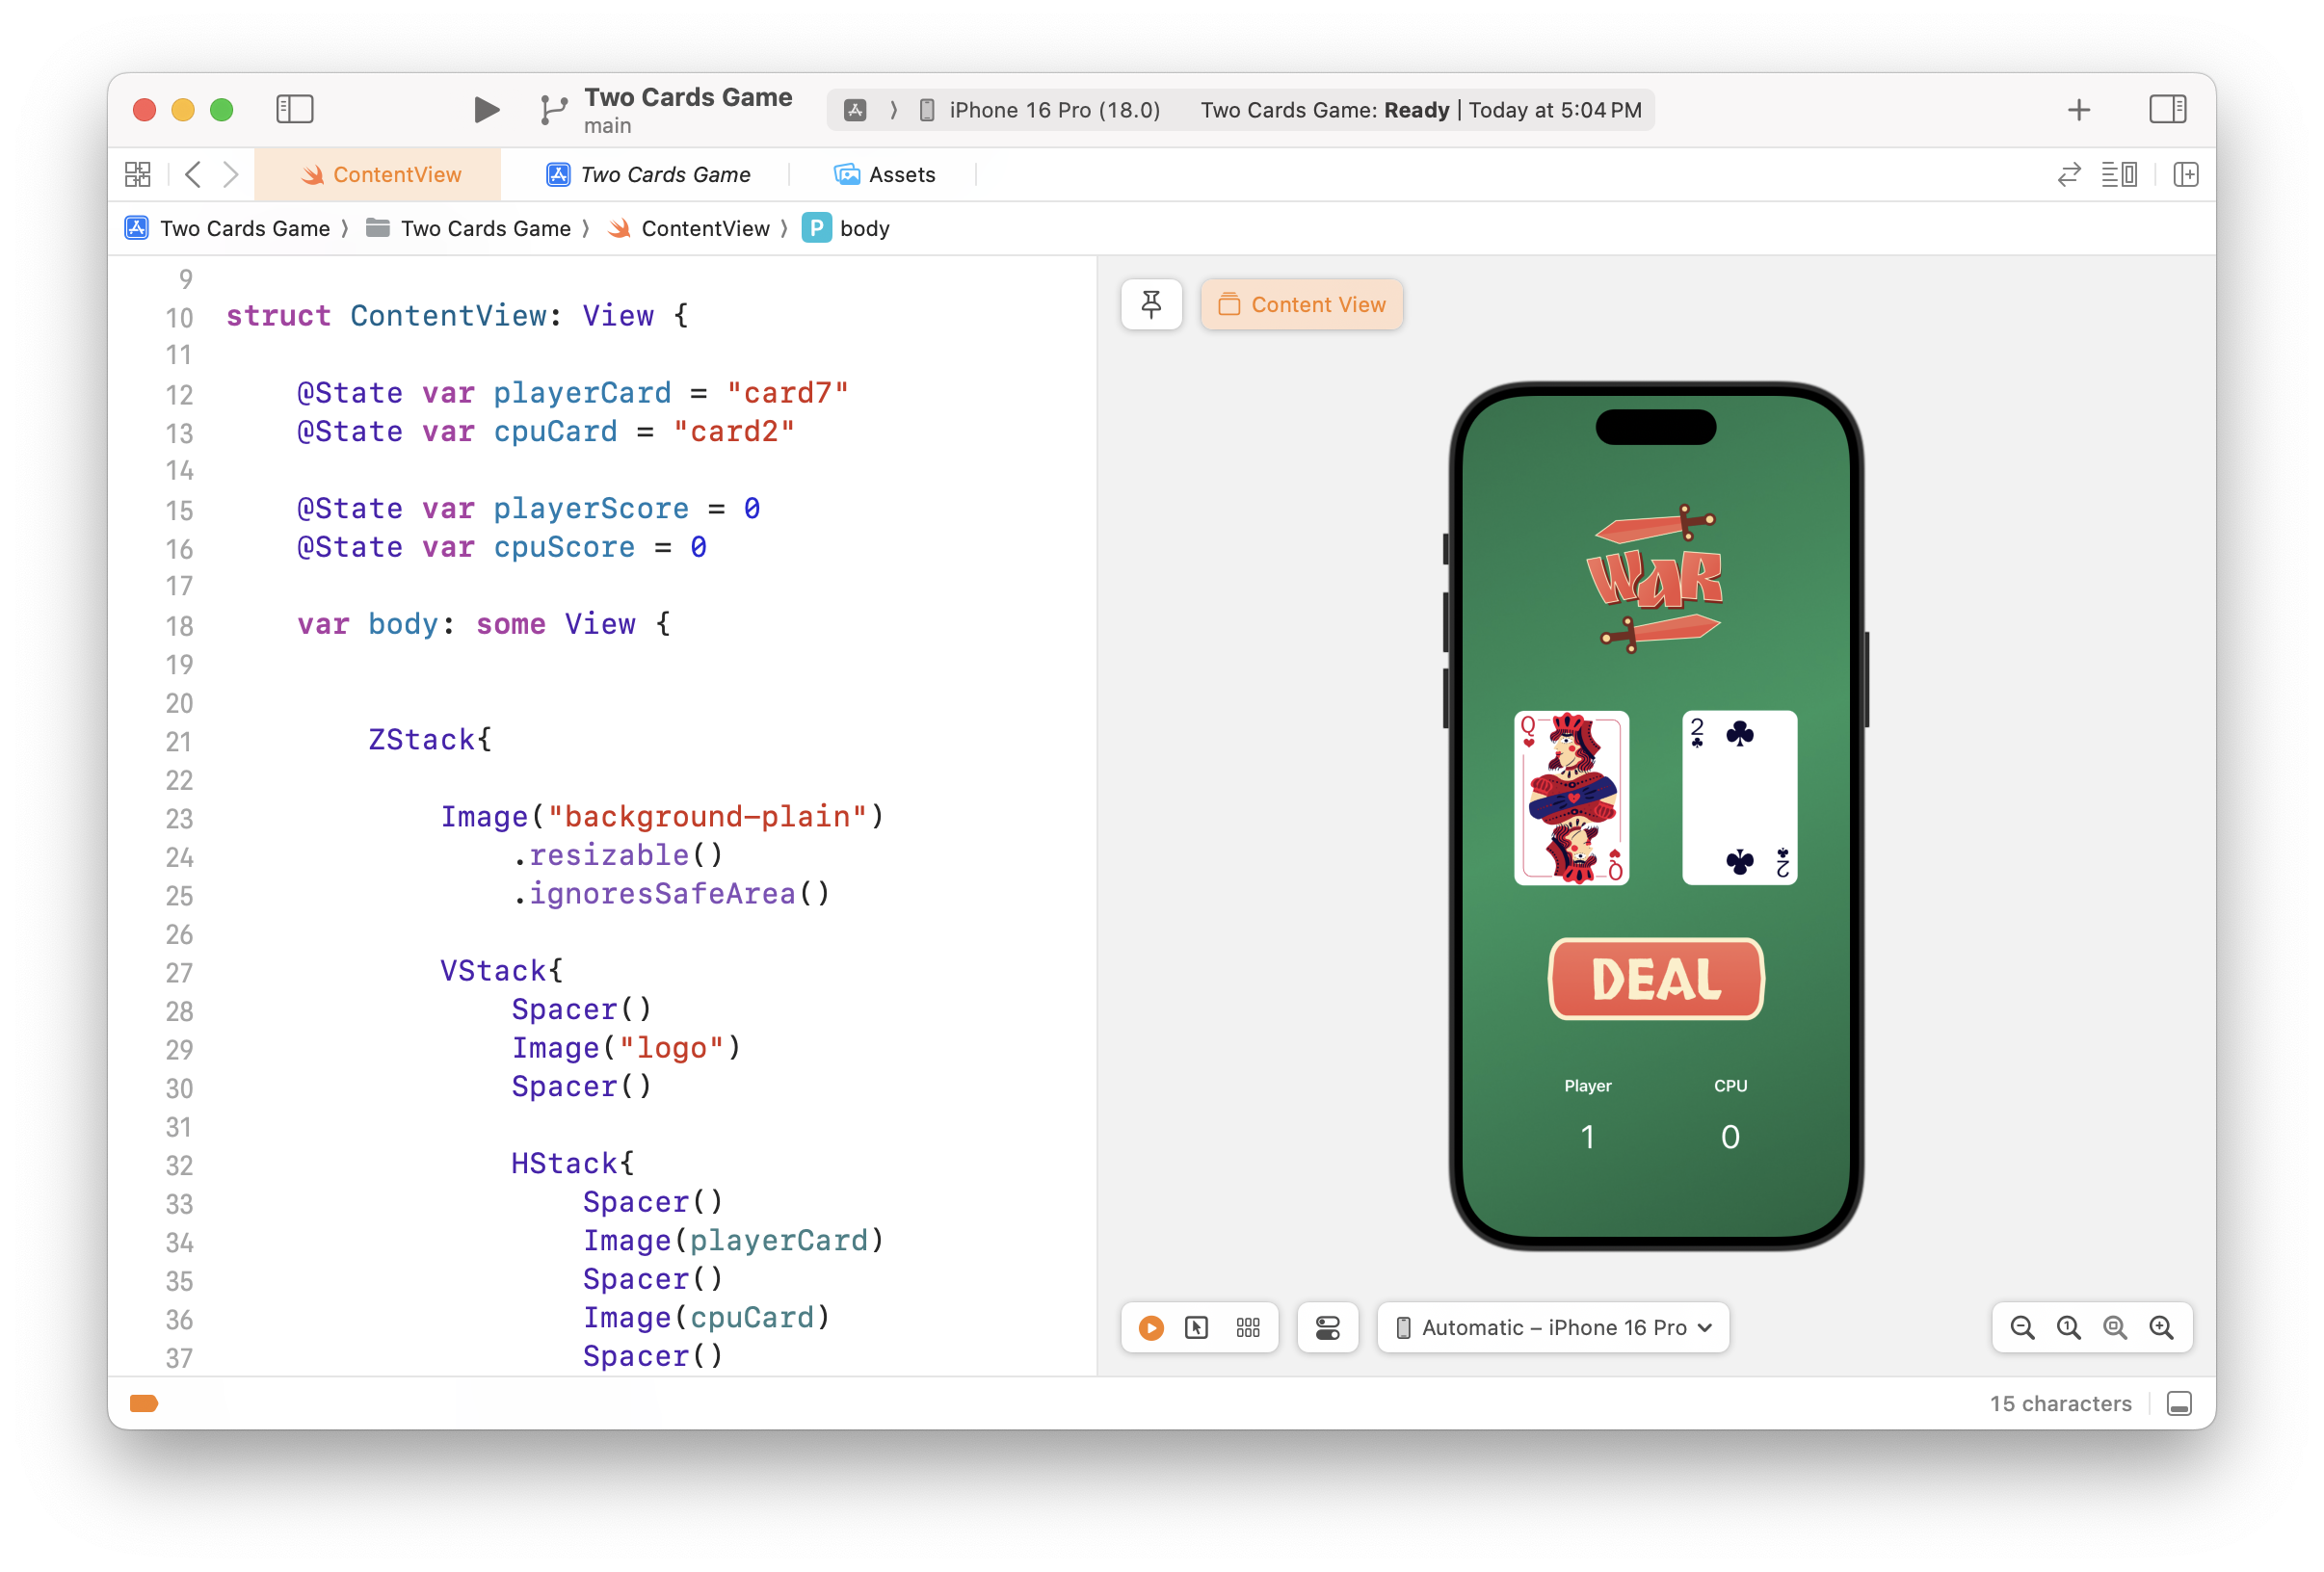 Two Cards Game
main
iPhone 16 Pro (18.0)
Two Cards Game: Ready | Today at 5:04 PM
ContentView
Two Cards Game
Assets
Two Cards Game 〉 Two Cards Game 〉 ContentView 〉 P body
9
10 struct ContentView: View {
11
12 @State var playerCard = "card7"
13 @State var cpuCard = "card2"
14
15 @State var playerScore = 0
16 @State var cpuScore = 0
17
18 var body: some View {
19
20
21 ZStack{
22
23 Image("background-plain")
24 .resizable()
25 .ignoresSafeArea()
26
27 VStack{
28 Spacer()
29 Image("logo")
30 Spacer()
31
32 HStack{
33 Spacer()
34 Image(playerCard)
35 Spacer()
36 Image(cpuCard)
37 Spacer()
Content View
WAR
Q
2
Q
2
DEAL
Player CPU
1 0
Automatic – iPhone 16 Pro
15 characters